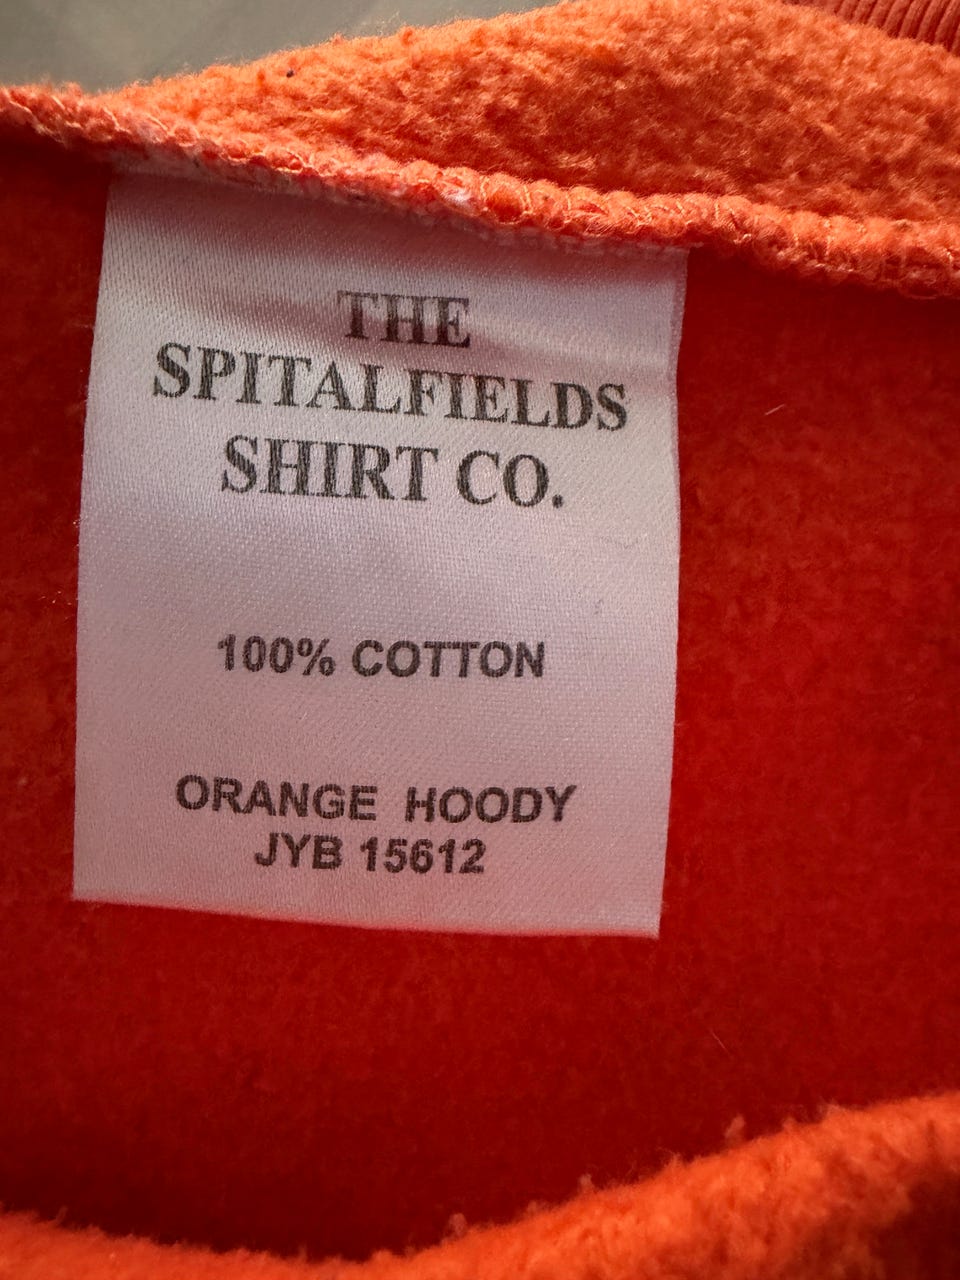 THE
SPITALFIELDS
SHIRT CO.
100% COTTON
ORANGE HOODY
JYB 15612